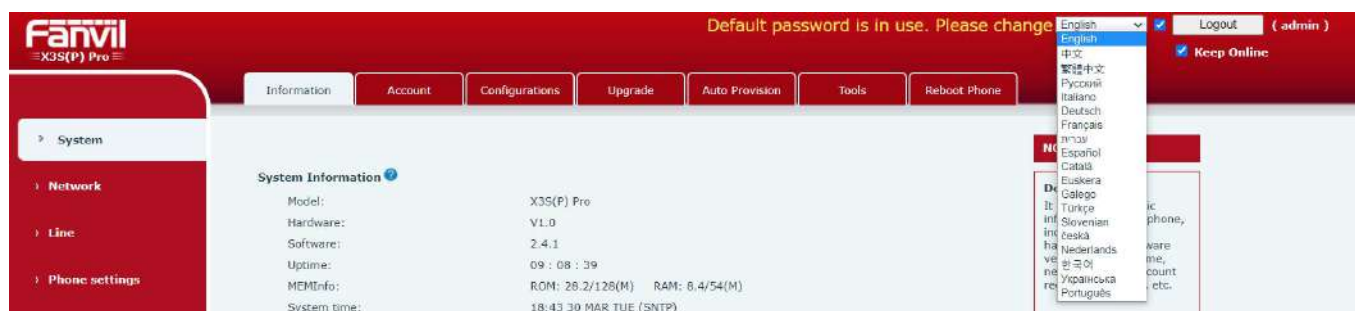 Fanvil
X3S(P) Pro
Default password is in use. Please change
English
Logout
( admin )
Keep Online
English
中文
繁體中文
Русский
Italiano
Deutsch
Français
עברית
Español
Català
Euskera
Galego
Türkçe
Slovenian
česká
Nederlands
한국어
Українська
Português
Information
Account
Configurations
Upgrade
Auto Provision
Tools
Reboot Phone
System
Network
Line
Phone settings
System Information
Model: X3S(P) Pro
Hardware: V1.0
Software: 2.4.1
Uptime: 09 : 08 : 39
MEMInfo: ROM: 28.2/128(M) RAM: 8.4/54(M)
System time: 18:43 30 MAR TUE (SNTP)
It
phone,
etc.